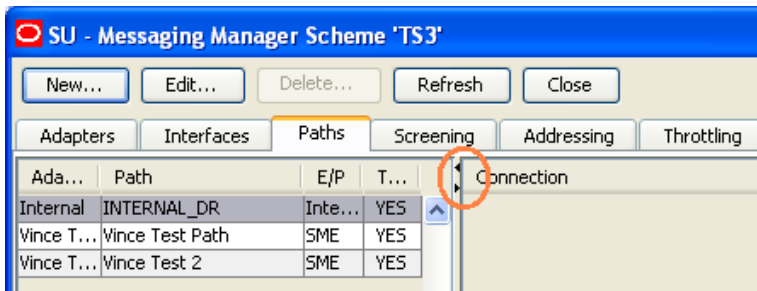 SU - Messaging Manager Scheme 'TS3'
New... Edit... Delete... Refresh Close
Adapters Interfaces Paths Screening Addressing Throttling
Ada... Path E/P T... Connection
Internal INTERNAL_DR Inte... YES
Vince T... Vince Test Path SME YES
Vince T... Vince Test 2 SME YES